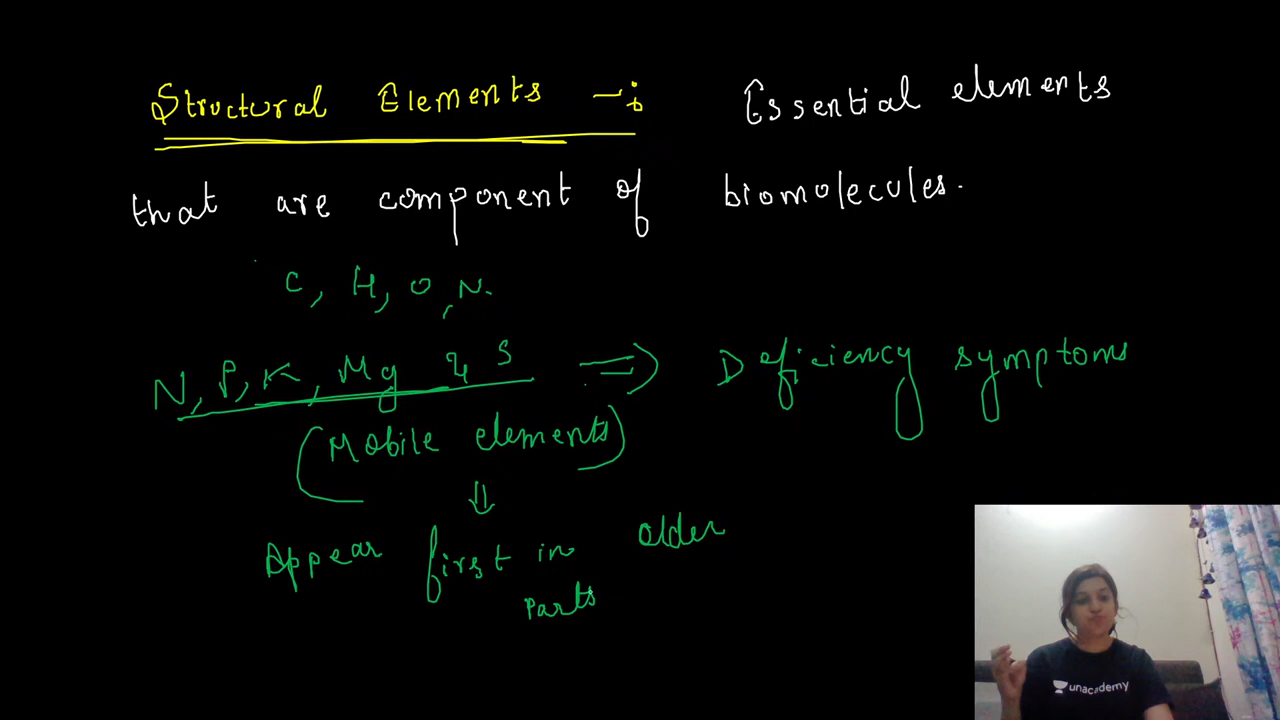 Structural Elements -: Essential elements
that are component of biomolecules.
C, H, O, N.
N, P, K, Mg & S ⇒ Deficiency symptoms
(Mobile elements)
⇓
Appear first in older
parts
unacademy